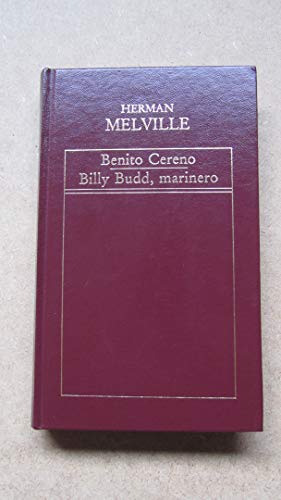 HERMAN
MELVILLE
Benito Cereno
Billy Budd, marinero